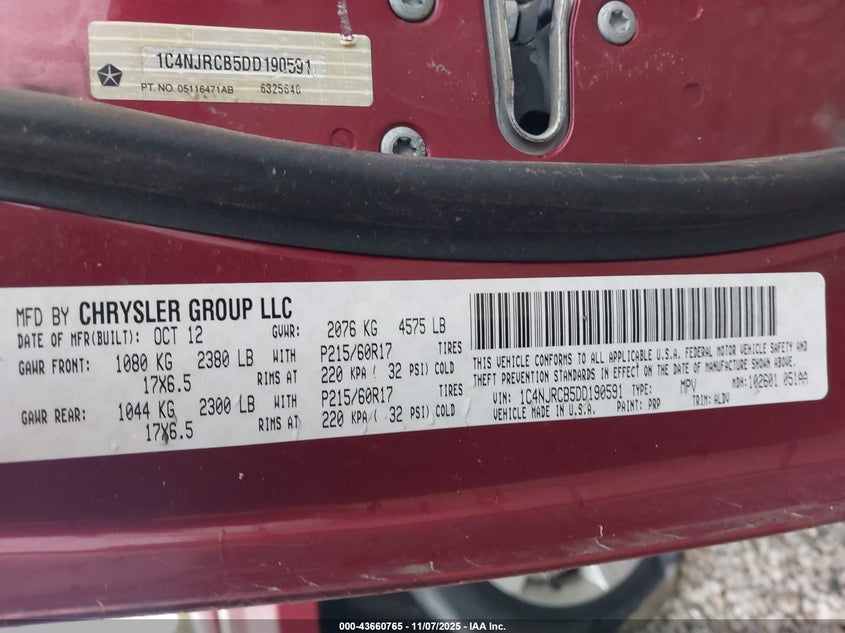 1C4NJRCB5DD190591
PT. NO. 05116471AB 6325640
MFD BY CHRYSLER GROUP LLC
DATE OF MFR(BUILT): OCT 12 GVWR: 2076 KG 4575 LB
GAWR FRONT: 1080 KG 2380 LB WITH P215/60R17 TIRES
17X6.5 RIMS AT 220 KPA ( 32 PSI) COLD
GAWR REAR: 1044 KG 2300 LB WITH P215/60R17 TIRES
17X6.5 RIMS AT 220 KPA ( 32 PSI) COLD
THIS VEHICLE CONFORMS TO ALL APPLICABLE U.S.A. FEDERAL MOTOR VEHICLE SAFETY AND
THEFT PREVENTION STANDARDS IN EFFECT ON THE DATE OF MANUFACTURE SHOWN ABOVE.
VIN: 1C4NJRCB5DD190591 TYPE: MPV MDH: 102601 051AA
VEHICLE MADE IN U.S.A. PAINT: PRP TRIM: ALDV
000-43660765 - 11/07/2025 - IAA Inc.